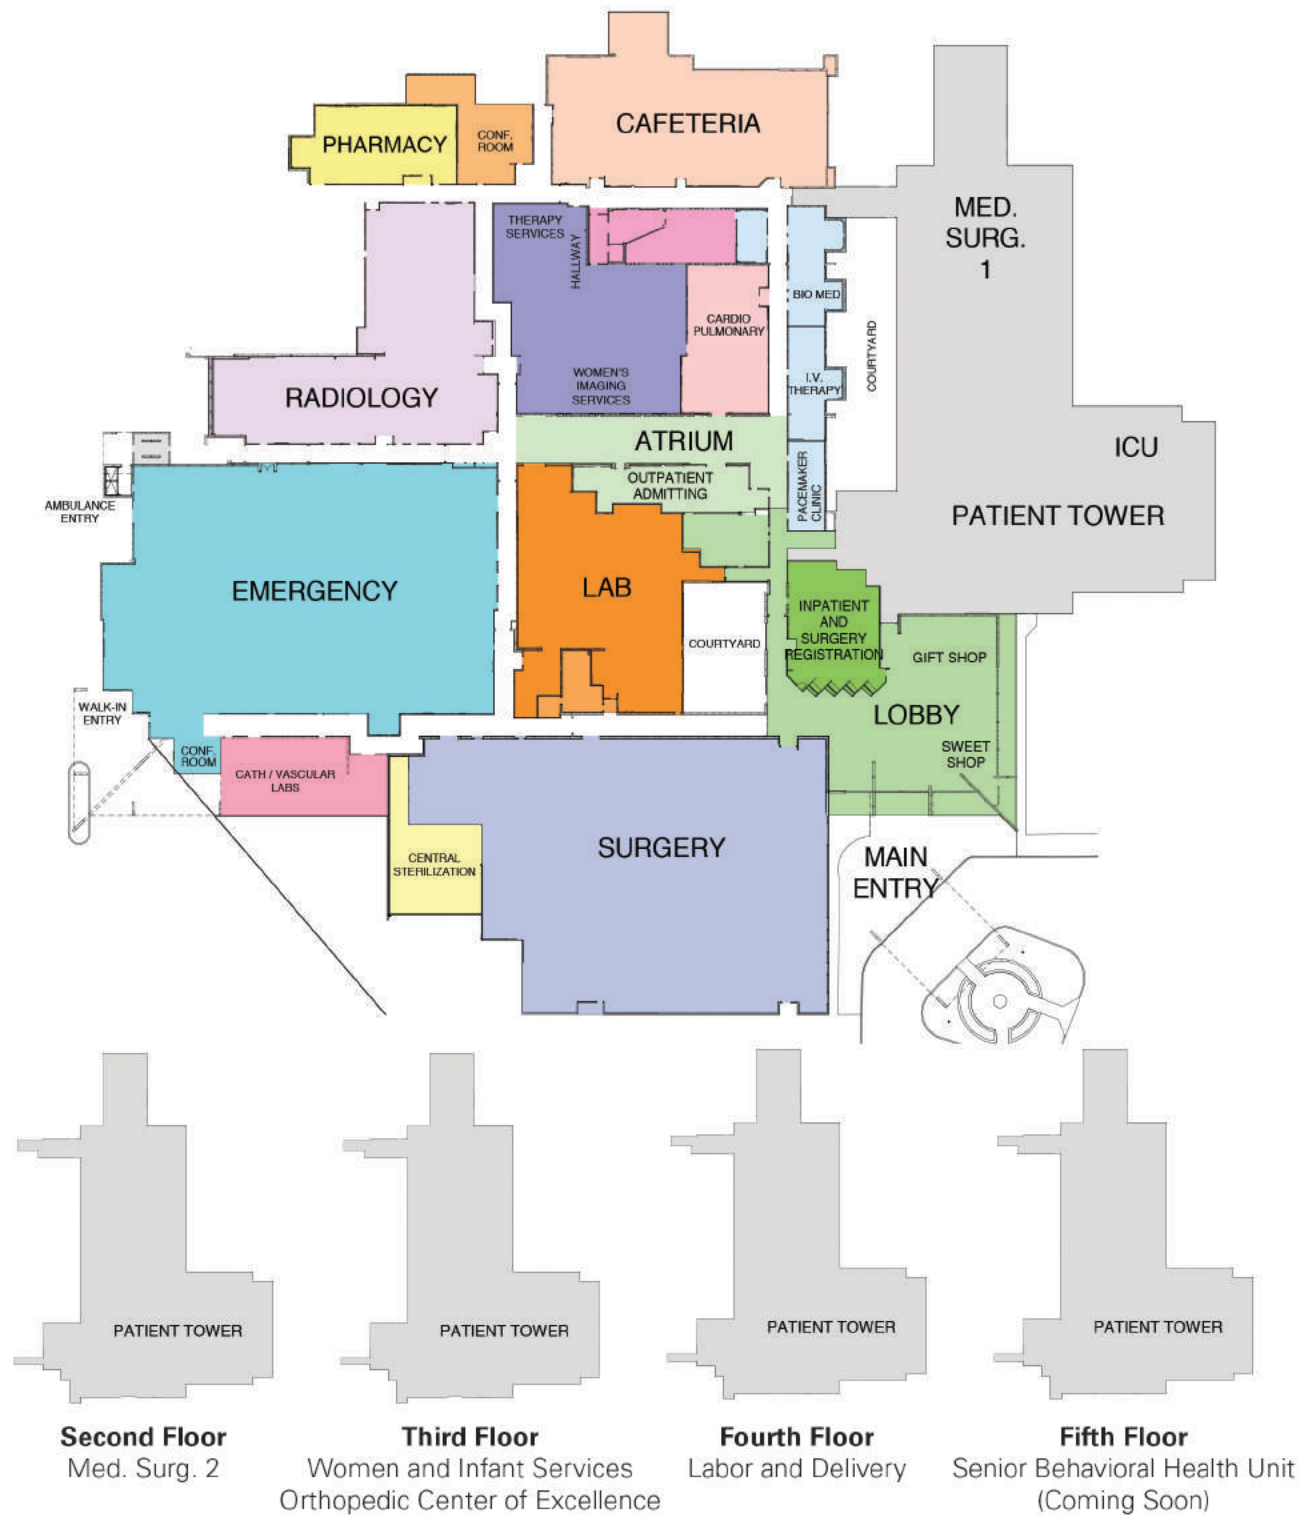 CAFETERIA
PHARMACY
CONF.
ROOM
MED.
SURG.
1
THERAPY
SERVICES
HALLWAY
BIO MED
CARDIO
PULMONARY
COURTYARD
WOMEN'S
IMAGING
SERVICES
I.V.
THERAPY
RADIOLOGY
ATRIUM
ICU
OUTPATIENT
ADMITTING
PACEMAKER
CLINIC
AMBULANCE
ENTRY
PATIENT TOWER
EMERGENCY
LAB
INPATIENT
AND
SURGERY
REGISTRATION
COURTYARD
GIFT SHOP
WALK-IN
ENTRY
LOBBY
SWEET
SHOP
CONF.
ROOM
CATH / VASCULAR
LABS
SURGERY
CENTRAL
STERILIZATION
MAIN
ENTRY
PATIENT TOWER
Second Floor
Med. Surg. 2
PATIENT TOWER
Third Floor
Women and Infant Services
Orthopedic Center of Excellence
PATIENT TOWER
Fourth Floor
Labor and Delivery
PATIENT TOWER
Fifth Floor
Senior Behavioral Health Unit
(Coming Soon)